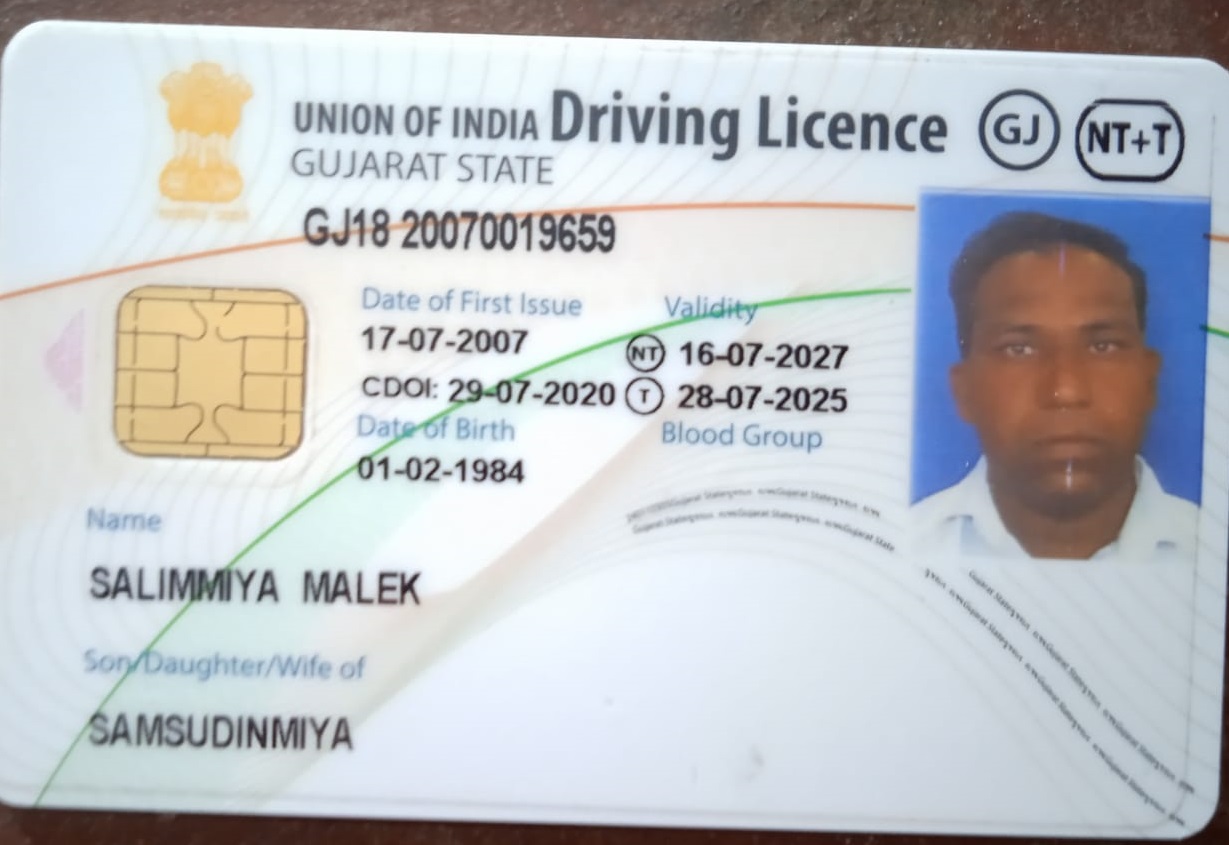 UNION OF INDIA Driving Licence GJ NT+T
GUJARAT STATE
GJ18 20070019659
Date of First Issue Validity
17-07-2007 NT 16-07-2027
CDOI: 29-07-2020 T 28-07-2025
Date of Birth Blood Group
01-02-1984
Name
SALIMMIYA MALEK
Son/Daughter/Wife of
SAMSUDINMIYA